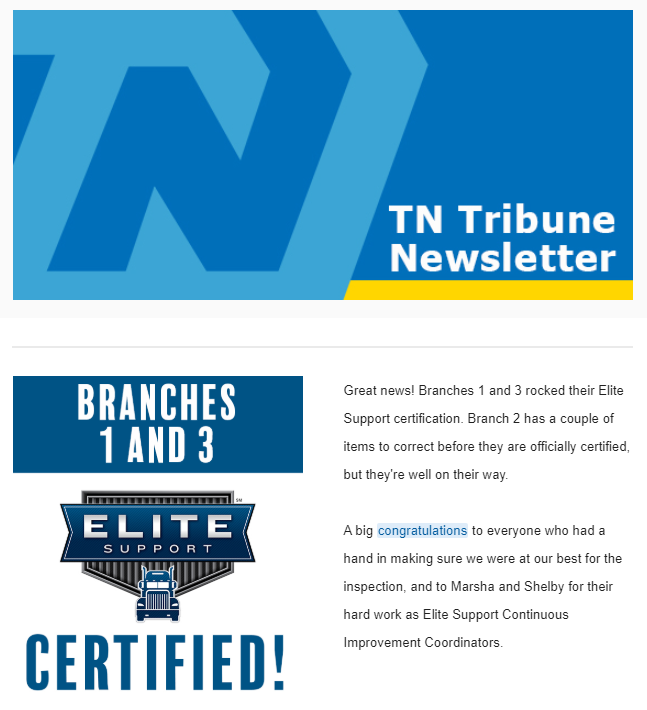 TN Tribune
Newsletter
BRANCHES
1 AND 3
ELITE
SUPPORT
SM
CERTIFIED!
Great news! Branches 1 and 3 rocked their Elite
Support certification. Branch 2 has a couple of
items to correct before they are officially certified,
but they're well on their way.
A big congratulations to everyone who had a
hand in making sure we were at our best for the
inspection, and to Marsha and Shelby for their
hard work as Elite Support Continuous
Improvement Coordinators.